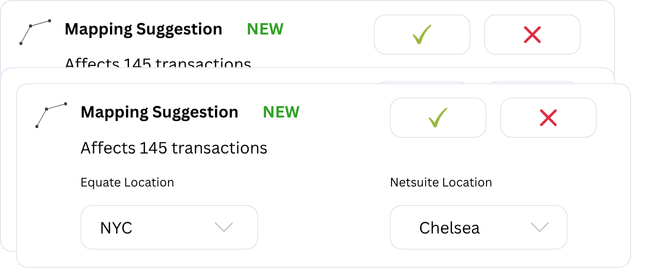 Mapping Suggestion NEW
Affects 145 transactions
Mapping Suggestion NEW
Affects 145 transactions
Equate Location Netsuite Location
NYC Chelsea